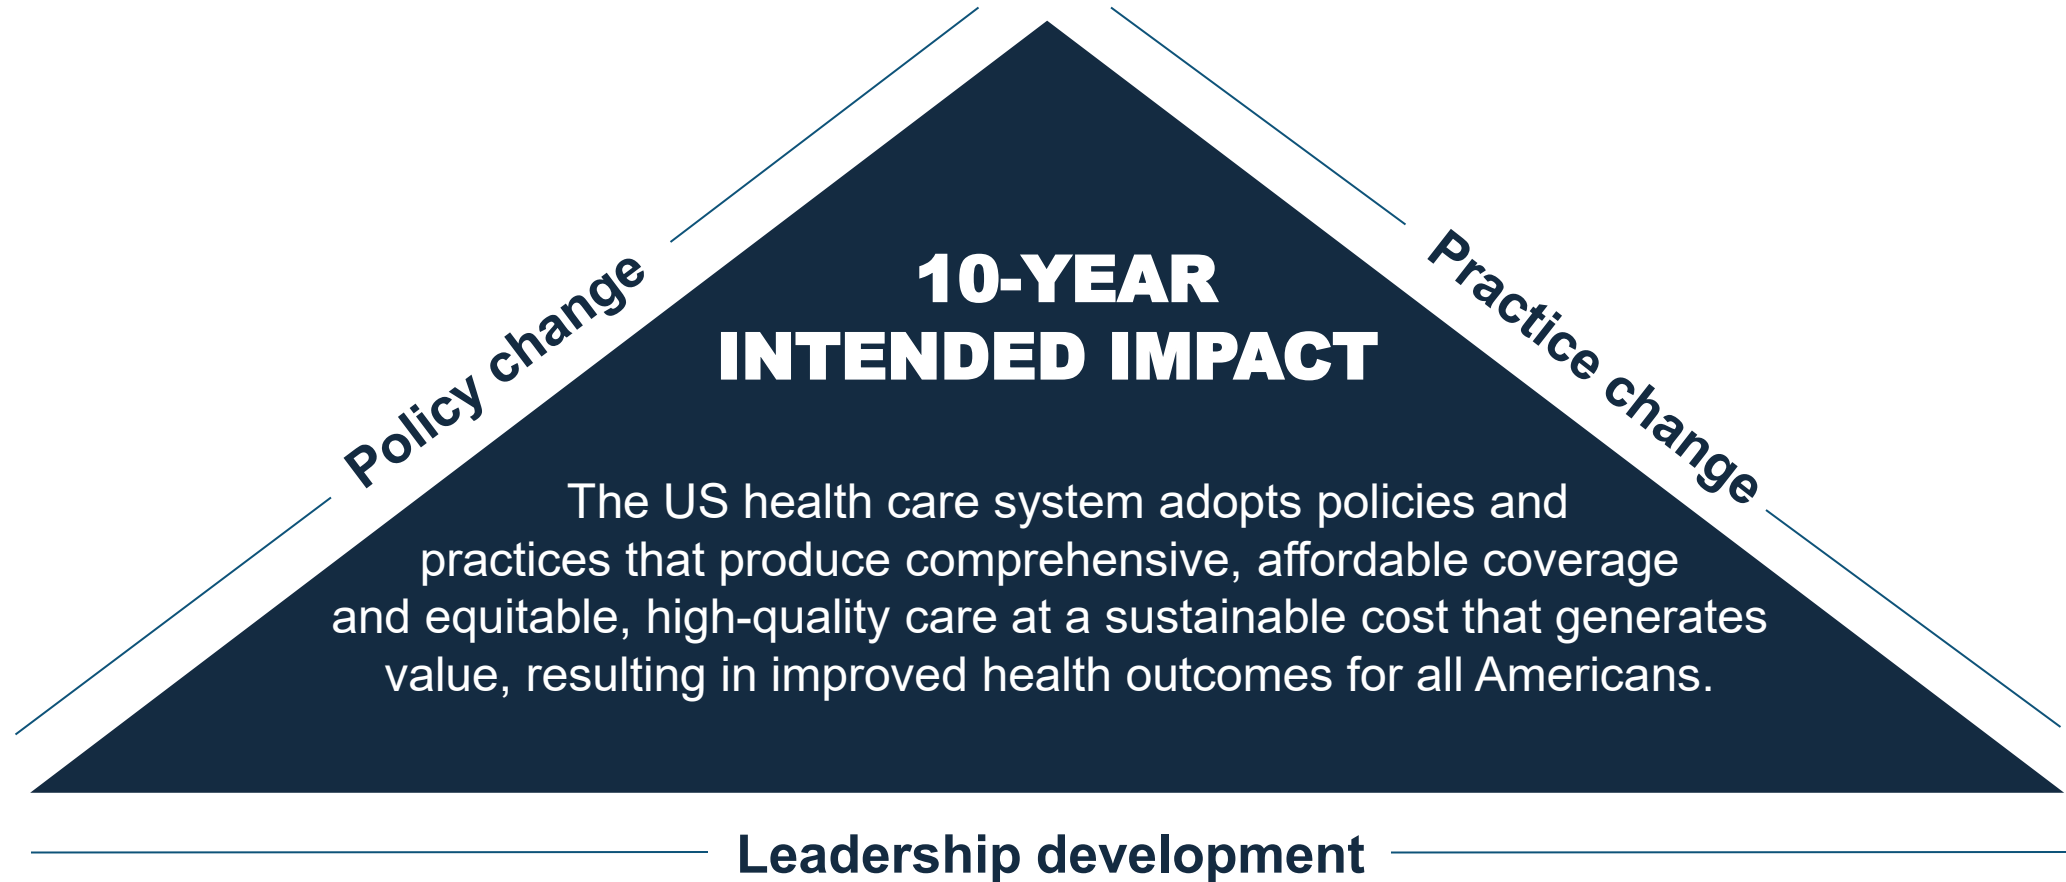 Policy change
Practice change
10-YEAR
INTENDED IMPACT
The US health care system adopts policies and
practices that produce comprehensive, affordable coverage
and equitable, high-quality care at a sustainable cost that generates
value, resulting in improved health outcomes for all Americans.
Leadership development